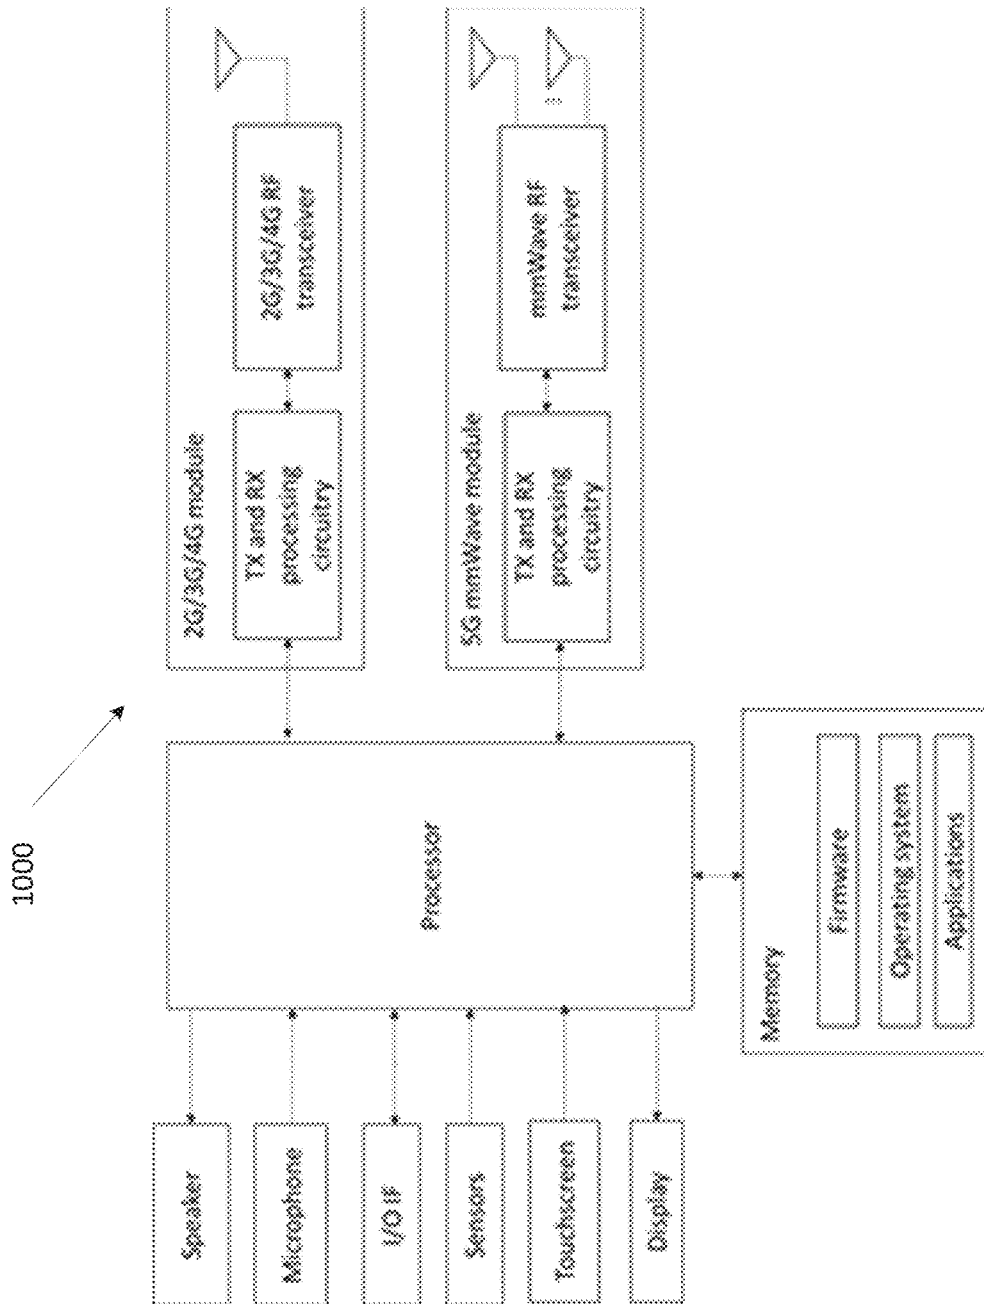 1000
2G/3G/4G module
TX and RX
processing
circuitry
2G/3G/4G RF
transceiver
5G mmWave module
TX and RX
processing
circuitry
mmWave RF
transceiver
Processor
Speaker
Microphone
I/O IF
Sensors
Touchscreen
Display
Memory
Firmware
Operating system
Applications